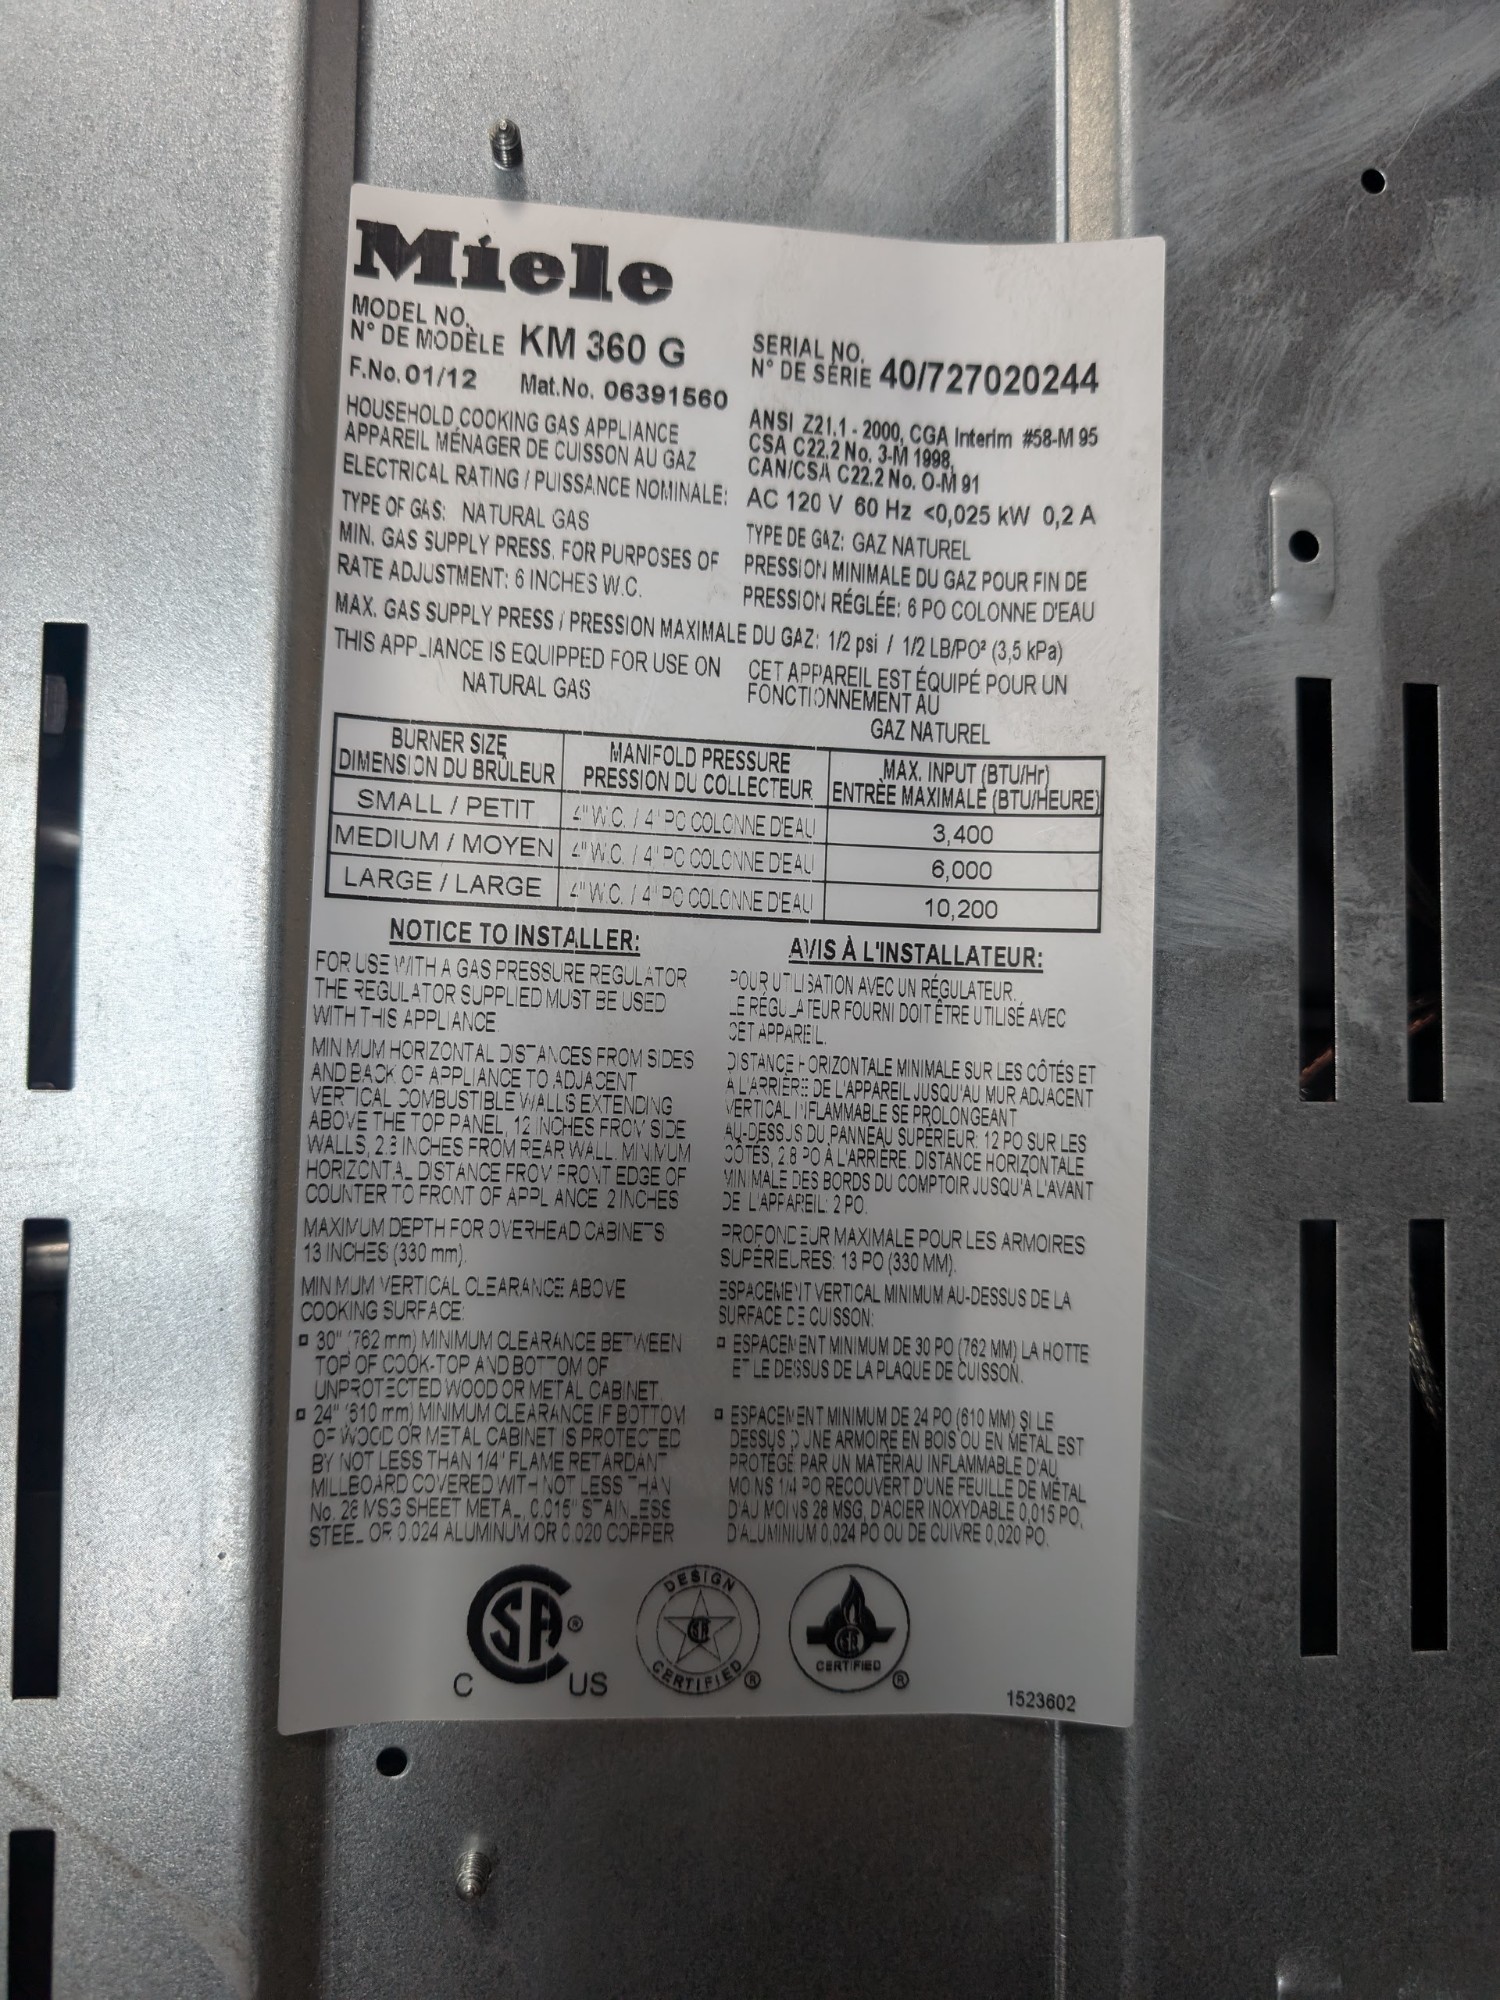 Miele
MODEL NO.
N° DE MODÈLE KM 360 G
SERIAL NO.
N° DE SÉRIE 40/727020244
F.No. 01/12 Mat.No. 06391560
HOUSEHOLD COOKING GAS APPLIANCE
APPAREIL MÉNAGER DE CUISSON AU GAZ
ANSI Z21.1 - 2000, CGA Interim #58-M 95
CSA C22.2 No. 3-M 1998,
CAN/CSA C22.2 No. O-M 91
ELECTRICAL RATING / PUISSANCE NOMINALE: AC 120 V 60 Hz <0,025 kW 0,2 A
TYPE OF GAS: NATURAL GAS
MIN. GAS SUPPLY PRESS. FOR PURPOSES OF
RATE ADJUSTMENT: 6 INCHES W.C.
TYPE DE GAZ: GAZ NATUREL
PRESSION MINIMALE DU GAZ POUR FIN DE
PRESSION RÉGLÉE: 6 PO COLONNE D'EAU
MAX. GAS SUPPLY PRESS / PRESSION MAXIMALE DU GAZ: 1/2 psi / 1/2 LB/PO² (3,5 kPa)
THIS APPLIANCE IS EQUIPPED FOR USE ON
NATURAL GAS
CET APPAREIL EST ÉQUIPÉ POUR UN
FONCTIONNEMENT AU
GAZ NATUREL
BURNER SIZE
DIMENSION DU BRÛLEUR
MANIFOLD PRESSURE
PRESSION DU COLLECTEUR
MAX. INPUT (BTU/Hr)
ENTRÈE MAXIMALE (BTU/HEURE)
SMALL / PETIT 4" W.C. / 4" PO COLONNE D'EAU 3,400
MEDIUM / MOYEN 4" W.C. / 4" PO COLONNE D'EAU 6,000
LARGE / LARGE 4" W.C. / 4" PO COLONNE D'EAU 10,200
NOTICE TO INSTALLER:
FOR USE WITH A GAS PRESSURE REGULATOR
THE REGULATOR SUPPLIED MUST BE USED
WITH THIS APPLIANCE
MINIMUM HORIZONTAL DISTANCES FROM SIDES
AND BACK OF APPLIANCE TO ADJACENT
VERTICAL COMBUSTIBLE WALLS EXTENDING
ABOVE THE TOP PANEL, 12 INCHES FROM SIDE
WALLS, 2.8 INCHES FROM REAR WALL. MINIMUM
HORIZONTAL DISTANCE FROM FRONT EDGE OF
COUNTER TO FRONT OF APPLIANCE 2 INCHES
MAXIMUM DEPTH FOR OVERHEAD CABINETS
13 INCHES (330 mm).
MINIMUM VERTICAL CLEARANCE ABOVE
COOKING SURFACE:
30" (762 mm) MINIMUM CLEARANCE BETWEEN
TOP OF COOK-TOP AND BOTTOM OF
UNPROTECTED WOOD OR METAL CABINET.
24" (610 mm) MINIMUM CLEARANCE IF BOTTOM
OF WOOD OR METAL CABINET IS PROTECTED
BY NOT LESS THAN 1/4" FLAME RETARDANT
MILLBOARD COVERED WITH NOT LESS THAN
No. 28 MSG SHEET METAL, 0.015" STAINLESS
STEEL OR 0.024 ALUMINUM OR 0.020 COPPER
AVIS À L'INSTALLATEUR:
POUR UTILISATION AVEC UN RÉGULATEUR.
LE RÉGULATEUR FOURNI DOIT ÊTRE UTILISÉ AVEC
CET APPAREIL.
DISTANCE HORIZONTALE MINIMALE SUR LES CÔTÉS ET
À L'ARRIÈRE DE L'APPAREIL JUSQU'AU MUR ADJACENT
VERTICAL INFLAMMABLE SE PROLONGEANT
AU-DESSUS DU PANNEAU SUPÉRIEUR: 12 PO SUR LES
CÔTÉS, 2.8 PO À L'ARRIÈRE. DISTANCE HORIZONTALE
MINIMALE DES BORDS DU COMPTOIR JUSQU'À L'AVANT
DE L'APPAREIL: 2 PO.
PROFONDEUR MAXIMALE POUR LES ARMOIRES
SUPÉRIEURES: 13 PO (330 MM).
ESPACEMENT VERTICAL MINIMUM AU-DESSUS DE LA
SURFACE DE CUISSON:
ESPACEMENT MINIMUM DE 30 PO (762 MM) LA HOTTE
ET LE DESSUS DE LA PLAQUE DE CUISSON.
ESPACEMENT MINIMUM DE 24 PO (610 MM) SI LE
DESSUS D'UNE ARMOIRE EN BOIS OU EN MÉTAL EST
PROTÉGÉ PAR UN MATÉRIAU INFLAMMABLE D'AU
MOINS 1/4 PO RECOUVERT D'UNE FEUILLE DE MÉTAL
D'AU MOINS 28 MSG, D'ACIER INOXYDABLE 0,015 PO,
D'ALUMINIUM 0,024 PO OU DE CUIVRE 0,020 PO.
C SA ® US
DESIGN SA CERTIFIED ®
SA CERTIFIED ®
1523602